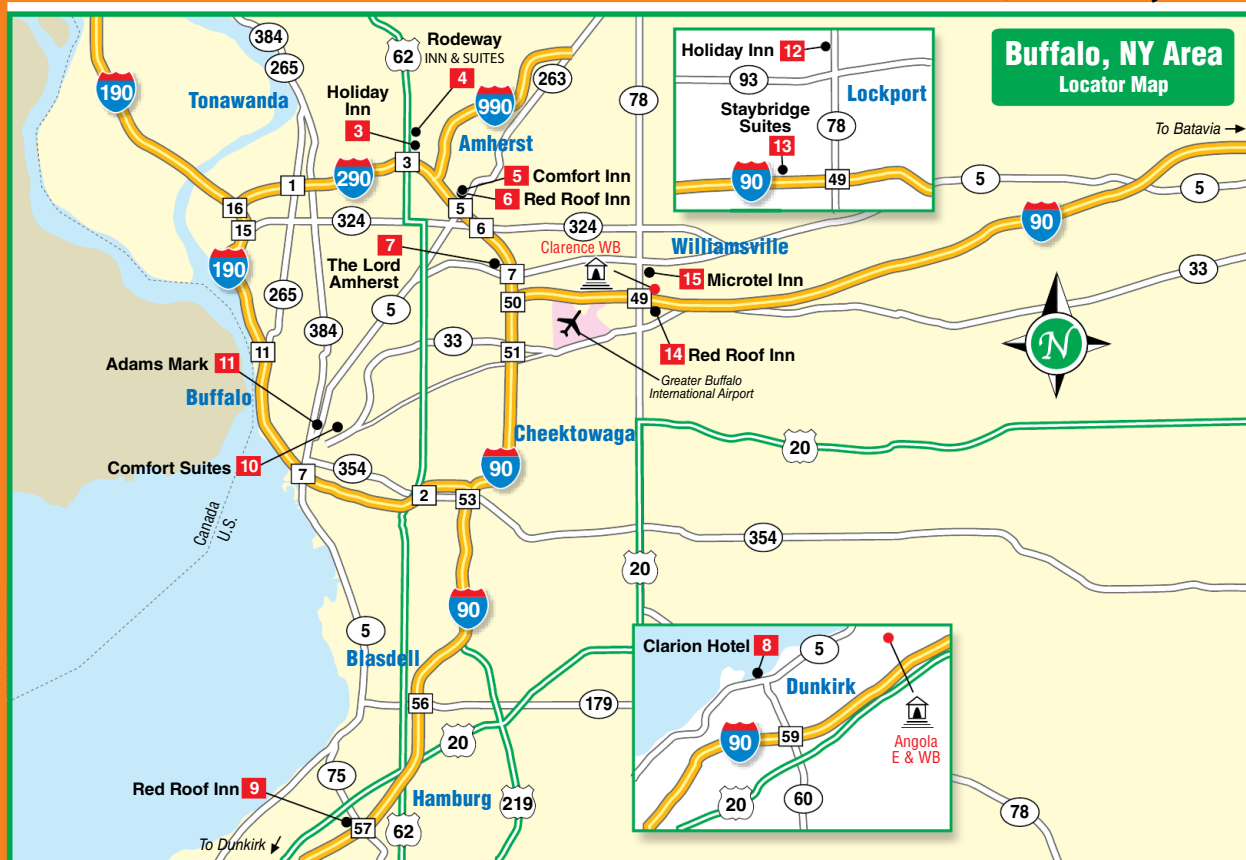 Buffalo, NY Area
Locator Map
384
265
62
Rodeway
INN & SUITES
4
263
190
Tonawanda
Holiday
Inn
3
990
Amherst
78
Holiday Inn 12
93
Lockport
Staybridge
Suites
13
78
90
49
To Batavia
3
290
1
5 Comfort Inn
6 Red Roof Inn
5
5
16
15
324
5
6
324
90
Clarence WB
Williamsville
190
7
The Lord
Amherst
7
15 Microtel Inn
33
265
50
49
5
384
33
11
51
14 Red Roof Inn
N
Adams Mark 11
Greater Buffalo
International Airport
Buffalo
Cheektowaga
20
Comfort Suites 10
7
354
90
2
53
Canada
U.S.
354
20
90
5
Blasdell
Clarion Hotel 8
5
Dunkirk
56
179
90
59
Angola
E & WB
20
75
Red Roof Inn 9
Hamburg
219
20
60
78
57
62
To Dunkirk